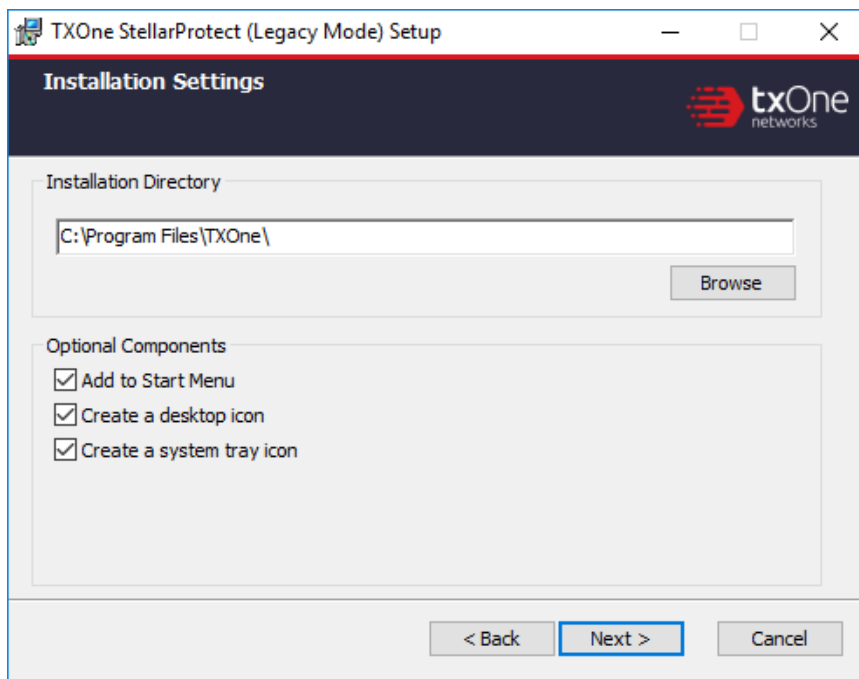 TXOne StellarProtect (Legacy Mode) Setup
Installation Settings
txOne
networks
Installation Directory
C:\Program Files\TXOne\
Browse
Optional Components
Add to Start Menu
Create a desktop icon
Create a system tray icon
< Back
Next >
Cancel